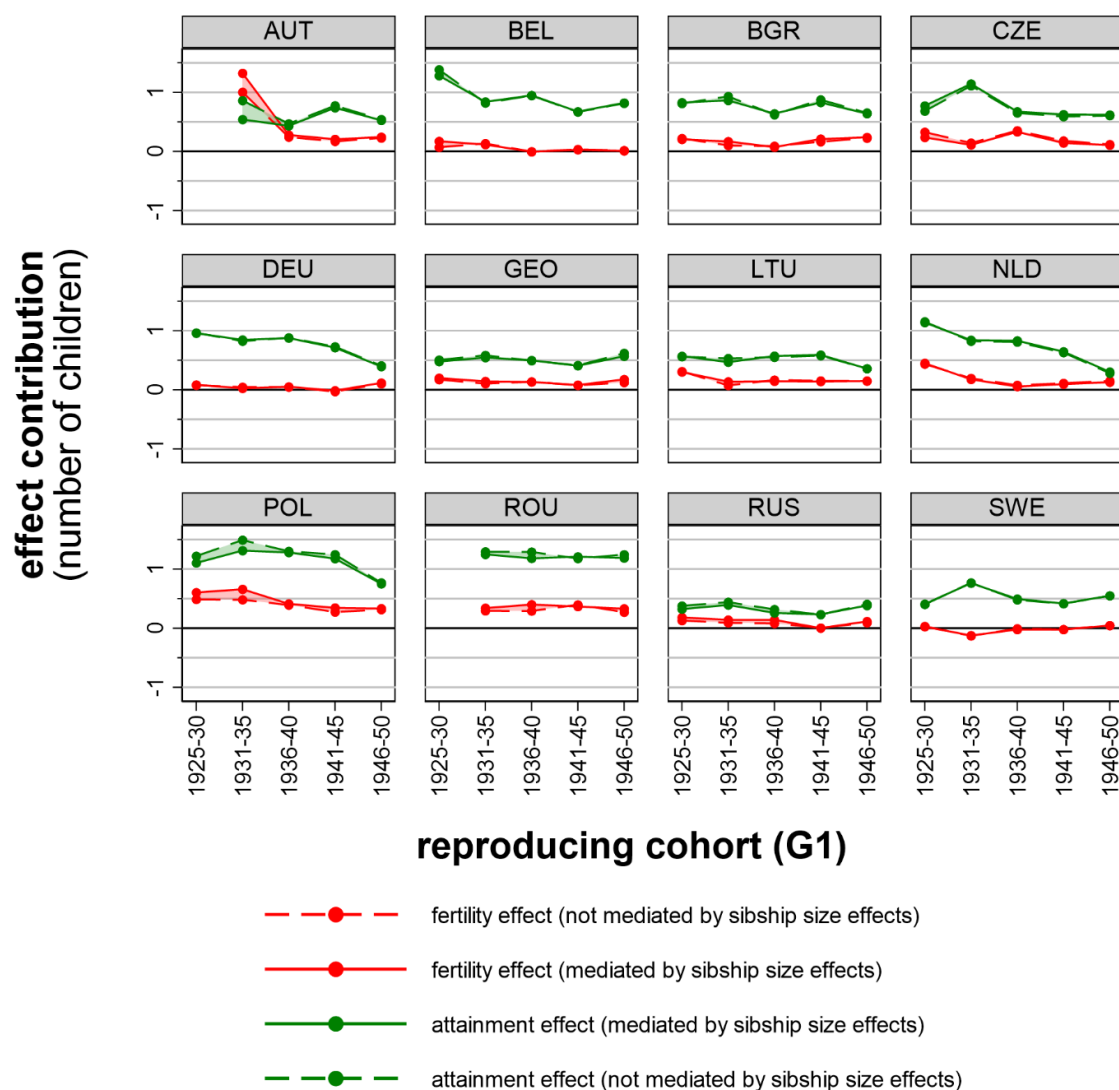 AUT BEL BGR CZE
1
0
-1
DEU GEO LTU NLD
1
0
-1
effect contribution
(number of children)
POL ROU RUS SWE
1
0
-1
1925-30 1931-35 1936-40 1941-45 1946-50 1925-30 1931-35 1936-40 1941-45 1946-50 1925-30 1931-35 1936-40 1941-45 1946-50 1925-30 1931-35 1936-40 1941-45 1946-50
reproducing cohort (G1)
fertility effect (not mediated by sibship size effects)
fertility effect (mediated by sibship size effects)
attainment effect (mediated by sibship size effects)
attainment effect (not mediated by sibship size effects)